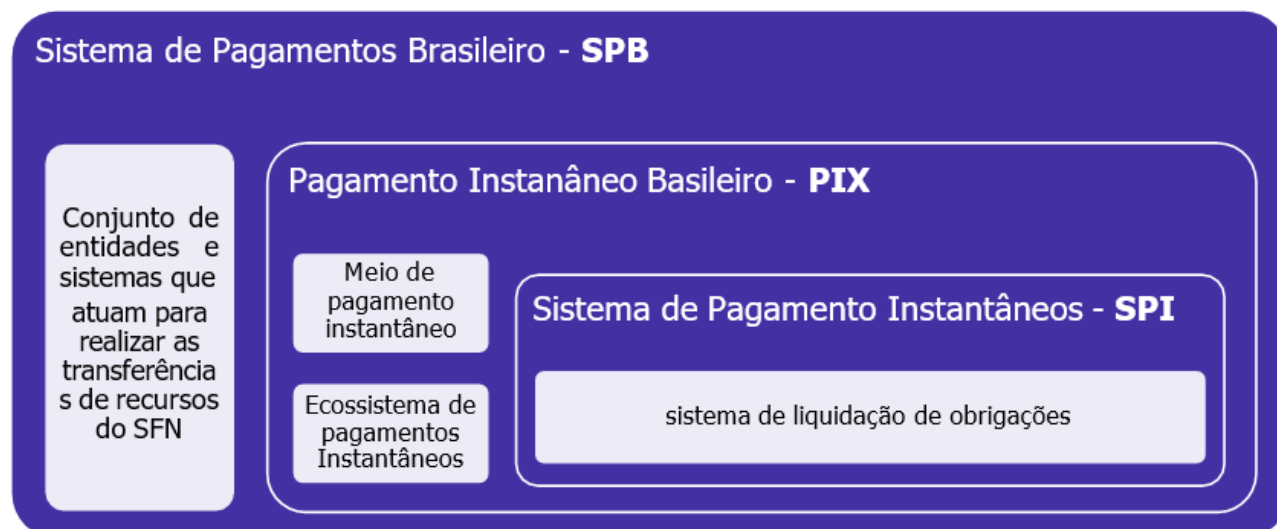 Sistema de Pagamentos Brasileiro - SPB
Conjunto de
entidades e
sistemas que
atuam para
realizar as
transferência
s de recursos
do SFN
Pagamento Instanâneo Basileiro - PIX
Meio de
pagamento
instantâneo
Ecossistema de
pagamentos
Instantâneos
Sistema de Pagamento Instantâneos - SPI
sistema de liquidação de obrigações